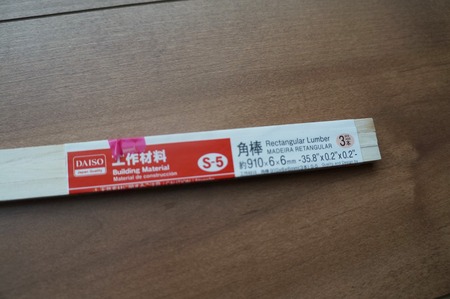 DAISO
工作材料
Building Material
Material de construcción
S-5
角棒
Rectangular Lumber
MADEIRA RETANGULAR
約910×6×6mm -35.8"x0.2"x0.2"-
3